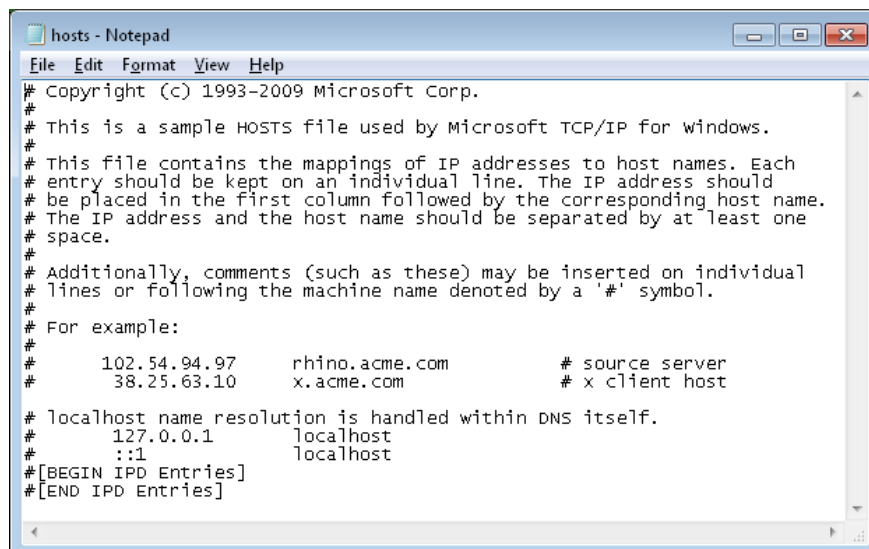 hosts - Notepad
File Edit Format View Help
# Copyright (c) 1993-2009 Microsoft Corp.
#
# This is a sample HOSTS file used by Microsoft TCP/IP for Windows.
#
# This file contains the mappings of IP addresses to host names. Each
# entry should be kept on an individual line. The IP address should
# be placed in the first column followed by the corresponding host name.
# The IP address and the host name should be separated by at least one
# space.
#
# Additionally, comments (such as these) may be inserted on individual
# lines or following the machine name denoted by a '#' symbol.
#
# For example:
#
#      102.54.94.97     rhino.acme.com          # source server
#       38.25.63.10     x.acme.com              # x client host

# localhost name resolution is handled within DNS itself.
#       127.0.0.1       localhost
#       ::1             localhost
#[BEGIN IPD Entries]
#[END IPD Entries]